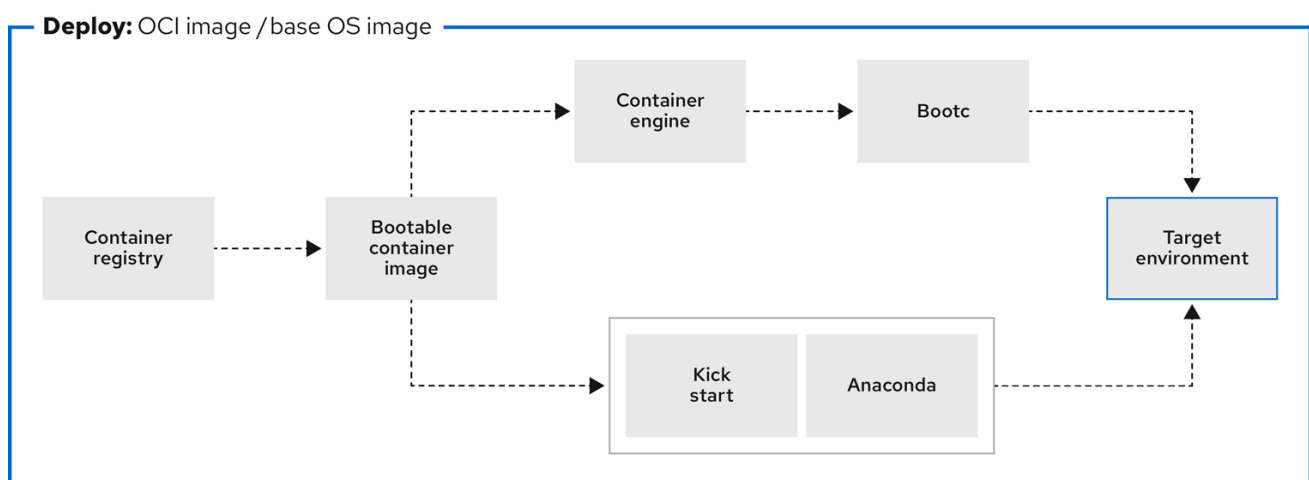 Deploy: OCI image / base OS image
Container
engine
Bootc
Container
registry
Bootable
container
image
Target
environment
Kick
start
Anaconda